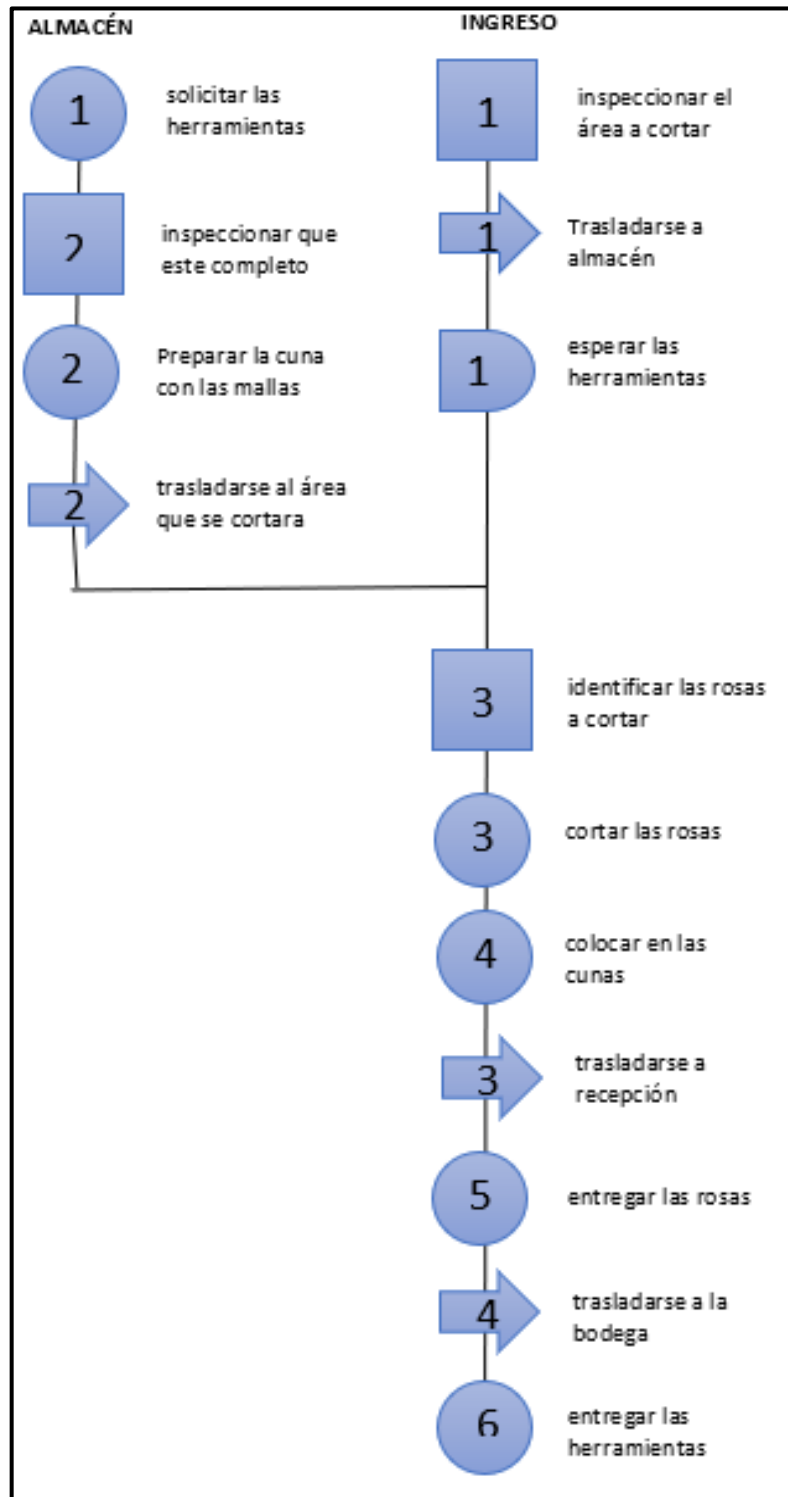 ALMACÉN
1
solicitar las
herramientas
2
inspeccionar que
este completo
2
Preparar la cuna
con las mallas
2
trasladarse al área
que se cortara
INGRESO
1
inspeccionar el
área a cortar
1
Trasladarse a
almacén
1
esperar las
herramientas
3
identificar las rosas
a cortar
3
cortar las rosas
4
colocar en las
cunas
3
trasladarse a
recepción
5
entregar las rosas
4
trasladarse a la
bodega
6
entregar las
herramientas